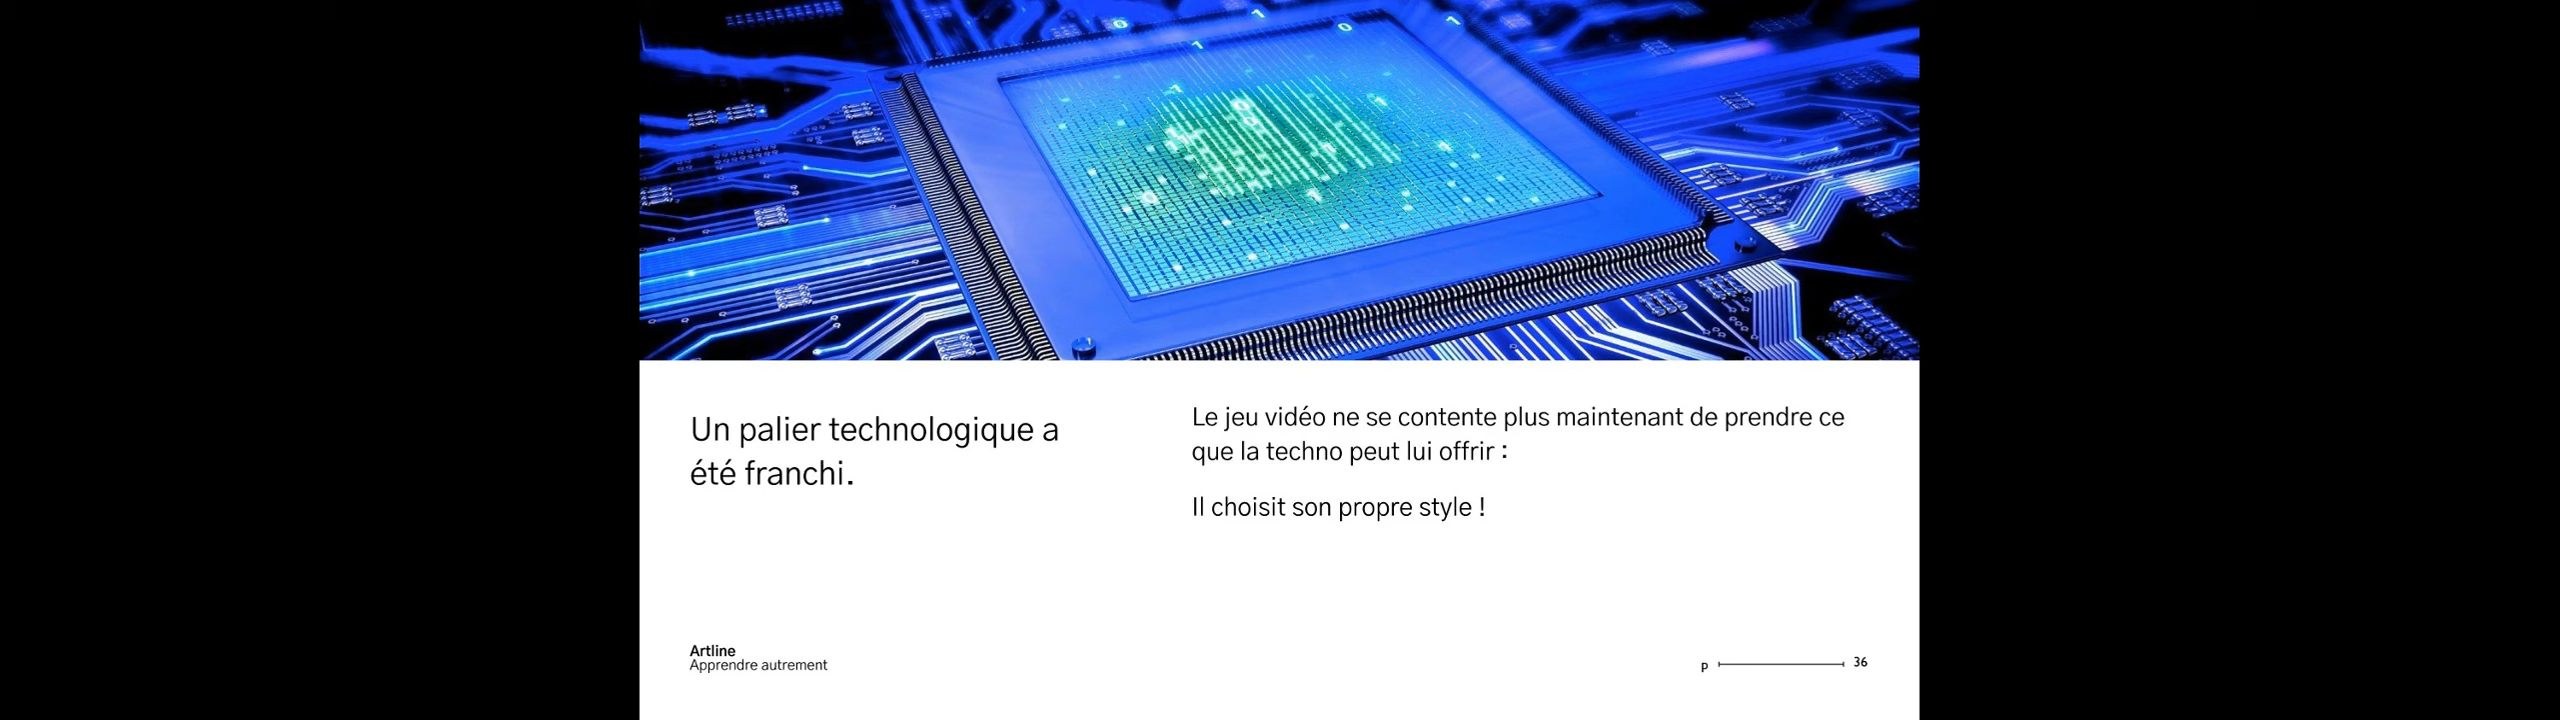 Un palier technologique a
été franchi.
Le jeu vidéo ne se contente plus maintenant de prendre ce
que la techno peut lui offrir :
Il choisit son propre style !
Artline
Apprendre autrement
P 36